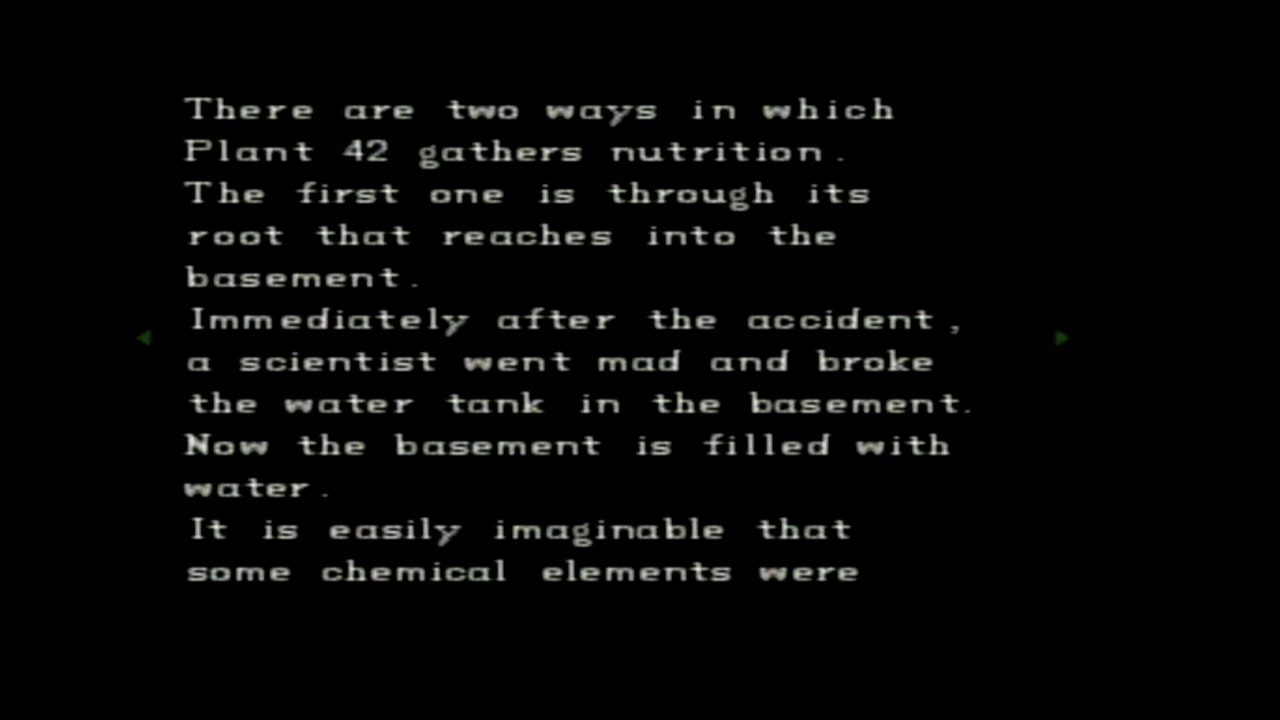 There are two ways in which
Plant 42 gathers nutrition.
The first one is through its
root that reaches into the
basement.
Immediately after the accident,
a scientist went mad and broke
the water tank in the basement.
Now the basement is filled with
water.
It is easily imaginable that
some chemical elements were